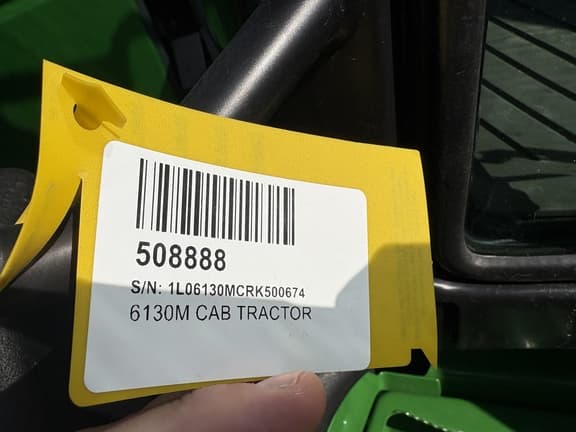 508888
S/N: 1L06130MCRK500674
6130M CAB TRACTOR